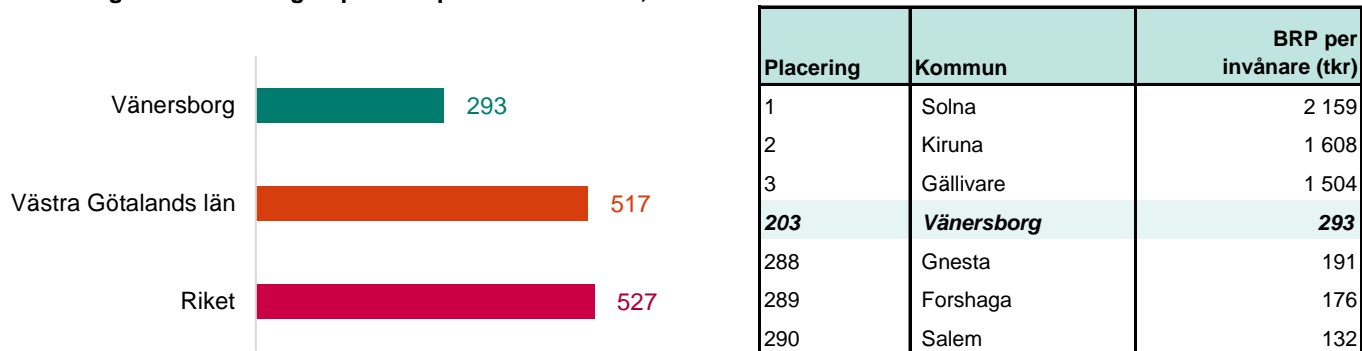 Vänersborg 293
Västra Götalands län 517
Riket 527
Placering Kommun BRP per invånare (tkr)
1 Solna 2 159
2 Kiruna 1 608
3 Gällivare 1 504
203 Vänersborg 293
288 Gnesta 191
289 Forshaga 176
290 Salem 132